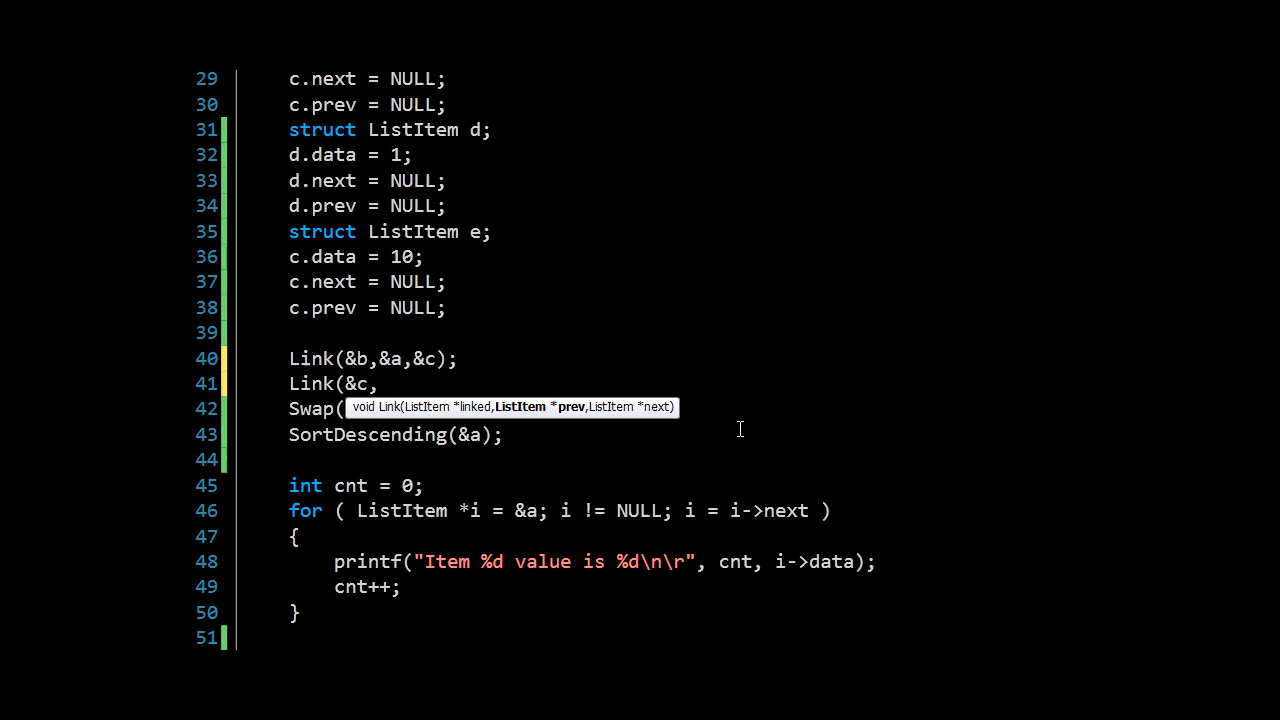 29 c.next = NULL;
30 c.prev = NULL;
31 struct ListItem d;
32 d.data = 1;
33 d.next = NULL;
34 d.prev = NULL;
35 struct ListItem e;
36 c.data = 10;
37 c.next = NULL;
38 c.prev = NULL;
39
40 Link(&b,&a,&c);
41 Link(&c,
42 Swap( void Link(ListItem *linked,ListItem *prev,ListItem *next)
43 SortDescending(&a);
44
45 int cnt = 0;
46 for ( ListItem *i = &a; i != NULL; i = i->next )
47 {
48 printf("Item %d value is %d\n\r", cnt, i->data);
49 cnt++;
50 }
51